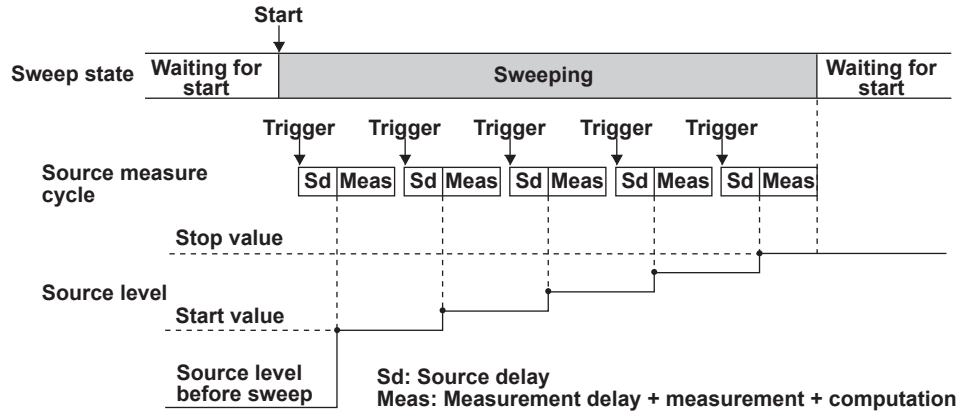 Start
Sweep state
Waiting for
start
Sweeping
Waiting for
start
Trigger Trigger Trigger Trigger Trigger
Source measure
cycle
Sd Meas Sd Meas Sd Meas Sd Meas Sd Meas
Stop value
Source level
Start value
Source level
before sweep
Sd: Source delay
Meas: Measurement delay + measurement + computation